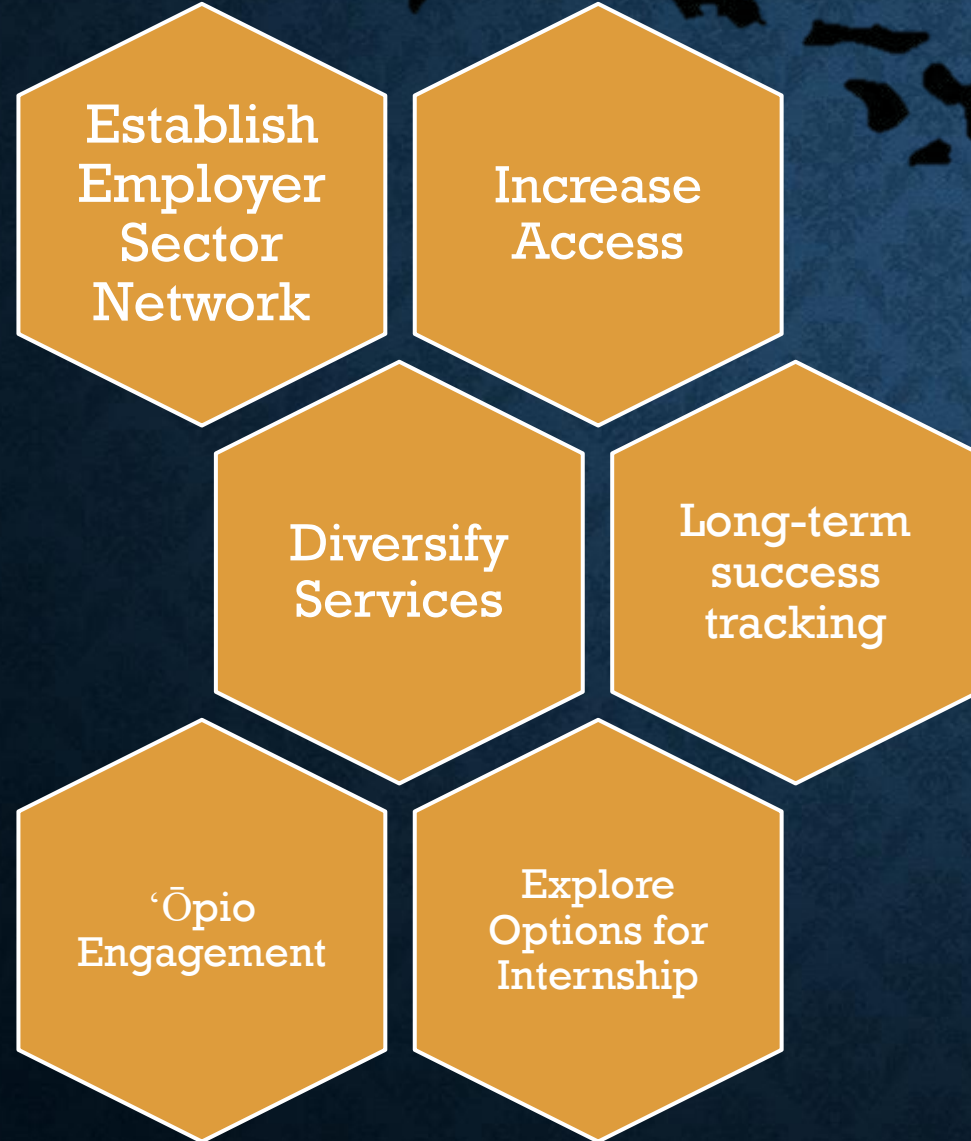 Establish
Employer
Sector
Network
Increase
Access
Diversify
Services
Long-term
success
tracking
ʻŌpio
Engagement
Explore
Options for
Internship